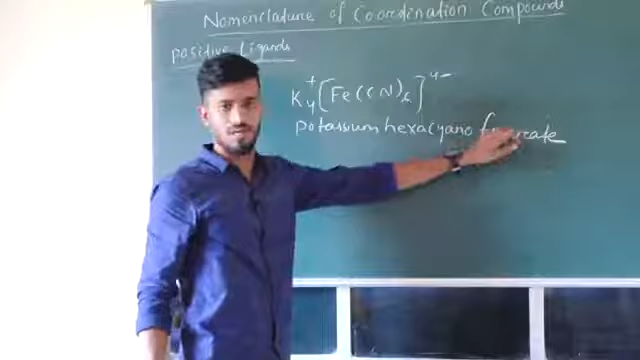 Nomenclature of Coordination Compounds
positive Ligands
K₄⁺[Fe(CN)₆]⁴⁻
potassium hexacyano